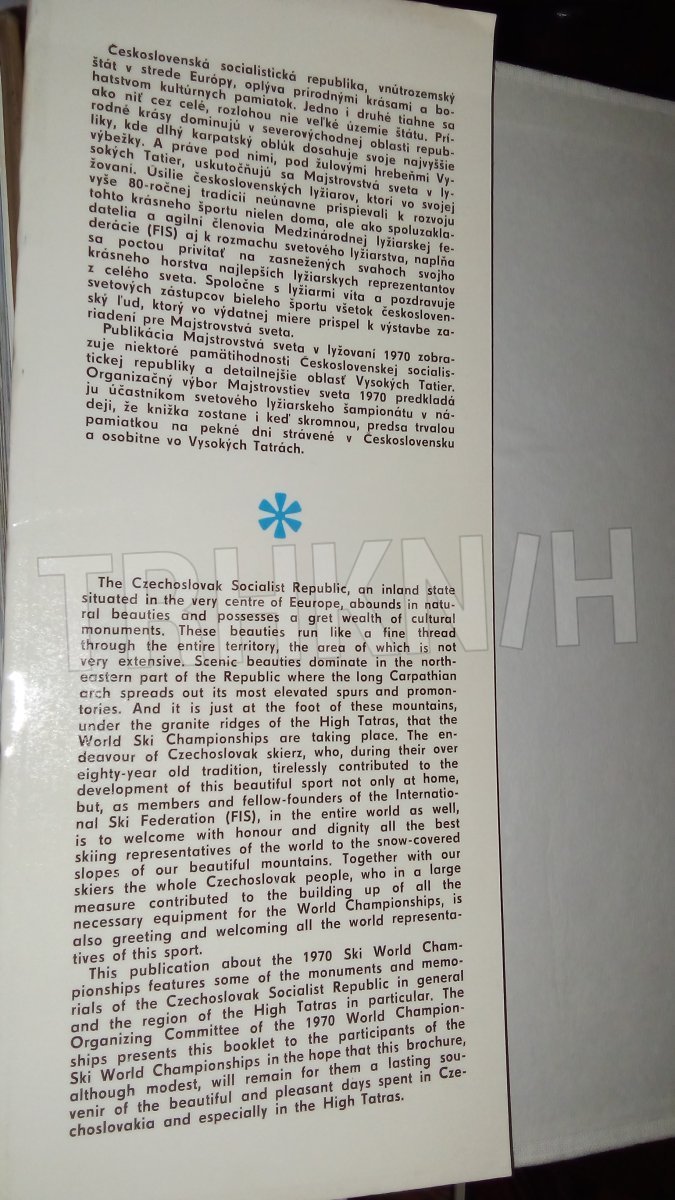 Československá socialistická republika, vnútrozemský
štát v strede Európy, oplýva prírodnými krásami a bo-
hatstvom kultúrnych pamiatok. Jedno i druhé tiahne sa
ako niť cez celé, rozlohou nie veľké územie štátu. Prí-
rodné krásy dominujú v severovýchodnej oblasti repub-
liky, kde dlhý karpatský oblúk dosahuje svoje najvyššie
výbežky. A práve pod nimi, pod žulovými hrebeňmi Vy-
sokých Tatier, uskutočňujú sa Majstrovstvá sveta v ly-
žovaní. Úsilie československých lyžiarov, ktorí vo svojej
vyše 80-ročnej tradícii neúnavne prispievali k rozvoju
tohto krásneho športu nielen doma, ale ako spoluzakla-
datelia a agilní členovia Medzinárodnej lyžiarskej fe-
derácie (FIS) aj k rozmachu svetového lyžiarstva, napĺňa
sa poctou privítať na zasnežených svahoch svojho
krásneho horstva najlepších lyžiarskych reprezentantov
z celého sveta. Spoločne s lyžiarmi víta a pozdravuje
svetových zástupcov bieleho športu všetok českosloven-
ský ľud, ktorý vo výdatnej miere prispel k výstavbe za-
riadení pre Majstrovstvá sveta.
Publikácia Majstrovstvá sveta v lyžovaní 1970 zobra-
zuje niektoré pamätihodnosti Československej socialis-
tickej republiky a detailnejšie oblasť Vysokých Tatier.
Organizačný výbor Majstrovstiev sveta 1970 predkladá
ju účastníkom svetového lyžiarskeho šampionátu v ná-
deji, že knižka zostane i keď skromnou, predsa trvalou
pamiatkou na pekné dni strávené v Československu
a osobitne vo Vysokých Tatrách.
The Czechoslovak Socialist Republic, an inland state
situated in the very centre of Eeurope, abounds in natu-
ral beauties and possesses a gret wealth of cultural
monuments. These beauties run like a fine thread
through the entire territory, the area of which is not
very extensive. Scenic beauties dominate in the north-
eastern part of the Republic where the long Carpathian
arch spreads out its most elevated spurs and promon-
tories. And it is just at the foot of these mountains,
under the granite ridges of the High Tatras, that the
World Ski Championships are taking place. The en-
deavour of Czechoslovak skierz, who, during their over
eighty-year old tradition, tirelessly contributed to the
development of this beautiful sport not only at home,
but, as members and fellow-founders of the Internatio-
nal Ski Federation (FIS), in the entire world as well,
is to welcome with honour and dignity all the best
skiing representatives of the world to the snow-covered
slopes of our beautiful mountains. Together with our
skiers the whole Czechoslovak people, who in a large
measure contributed to the building up of all the
necessary equipment for the World Championships, is
also greeting and welcoming all the world representa-
tives of this sport.
This publication about the 1970 Ski World Cham-
pionships features some of the monuments and memo-
rials of the Czechoslovak Socialist Republic in general
and the region of the High Tatras in particular. The
Organizing Committee of the 1970 World Champion-
ships presents this booklet to the participants of the
Ski World Championships in the hope that this brochure,
although modest, will remain for them a lasting sou-
venir of the beautiful and pleasant days spent in Cze-
choslovakia and especially in the High Tatras.
TRHKN/H